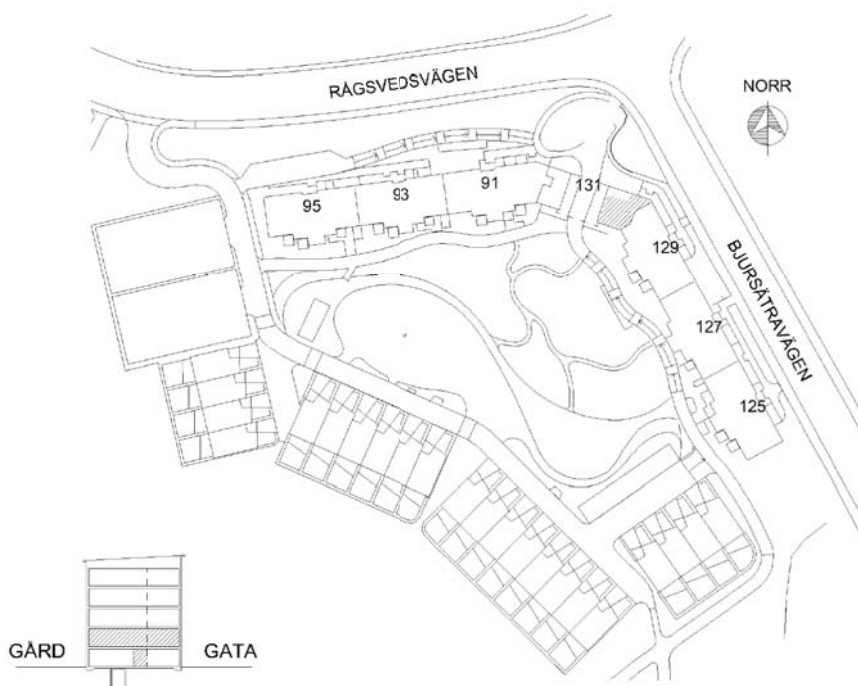 RÅGSVEDSVÄGEN
NORR
131
91
93
95
129
BJURSÄTRAVÄGEN
127
125
GÅRD
GATA